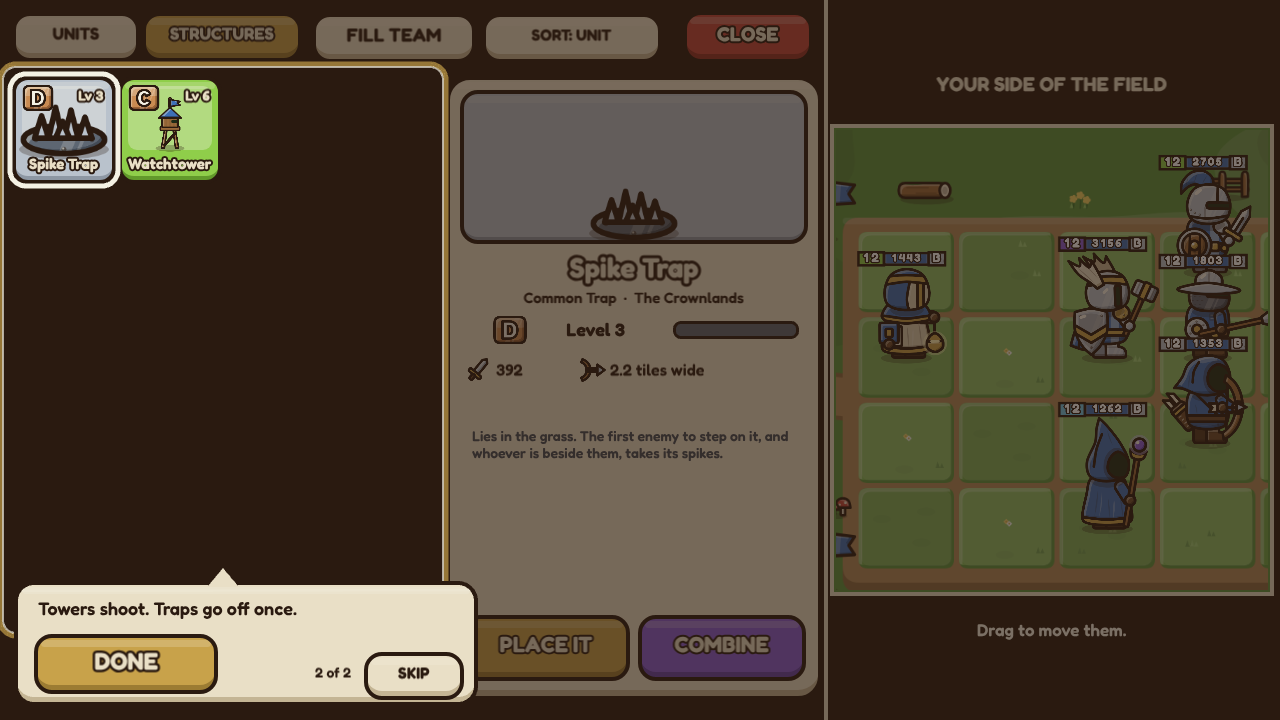 UNITS
STRUCTURES
FILL TEAM
SORT: UNIT
CLOSE
D
Lv 3
Spike Trap
C
Lv 6
Watchtower
Spike Trap
Common Trap · The Crownlands
D
Level 3
392
2.2 tiles wide
Lies in the grass. The first enemy to step on it, and
whoever is beside them, takes its spikes.
PLACE IT
COMBINE
Towers shoot. Traps go off once.
DONE
2 of 2
SKIP
YOUR SIDE OF THE FIELD
12 2705 B
12 3156 B
12 1443 B
12 1803 B
12 1353 B
12 1262 B
Drag to move them.